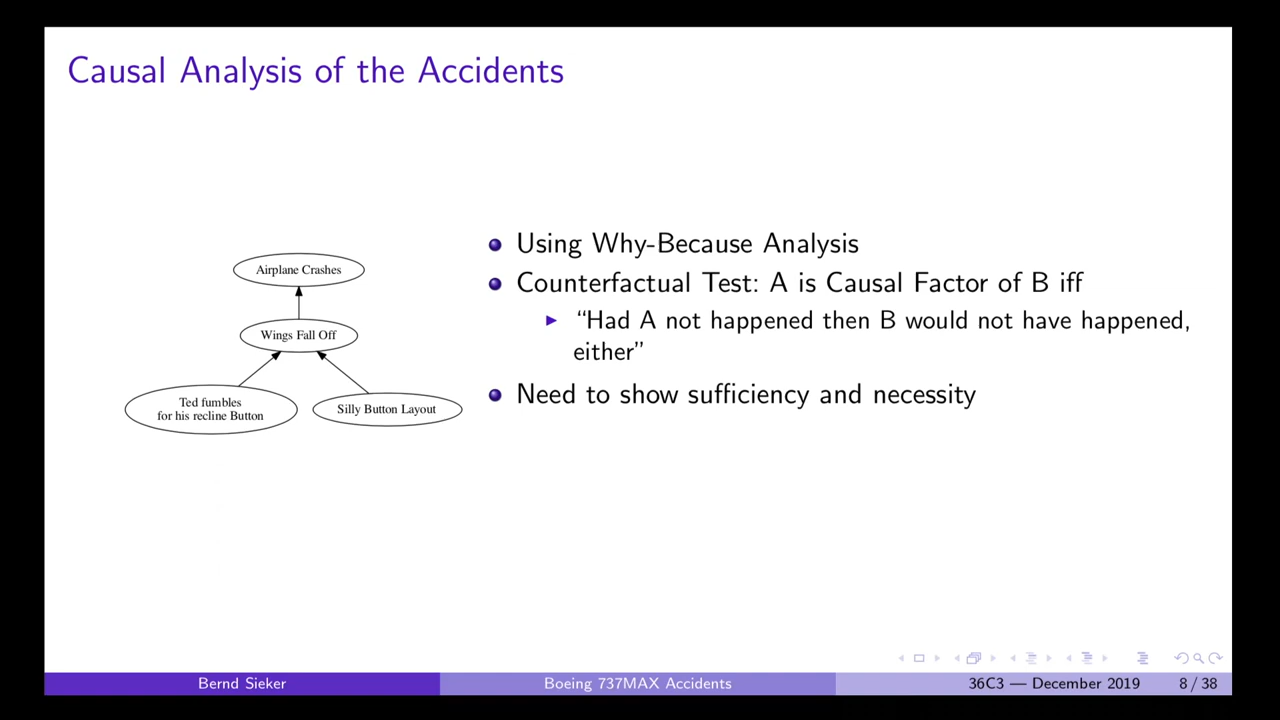 Causal Analysis of the Accidents
Airplane Crashes
Wings Fall Off
Ted fumbles
for his recline Button
Silly Button Layout
Using Why-Because Analysis
Counterfactual Test: A is Causal Factor of B iff
“Had A not happened then B would not have happened,
either”
Need to show sufficiency and necessity
Bernd Sieker
Boeing 737MAX Accidents
36C3 — December 2019
8 / 38